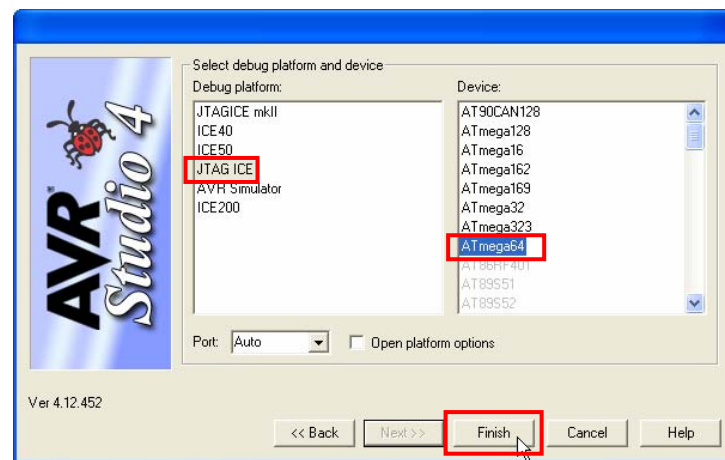 AVR
Studio 4
Select debug platform and device
Debug platform:
JTAGICE mkII
ICE40
ICE50
JTAG ICE
AVR Simulator
ICE200
Device:
AT90CAN128
ATmega128
ATmega16
ATmega162
ATmega169
ATmega32
ATmega323
ATmega64
AT86RF401
AT89S51
AT89S52
Port: Auto
Open platform options
Ver 4.12.452
<< Back Next >> Finish Cancel Help